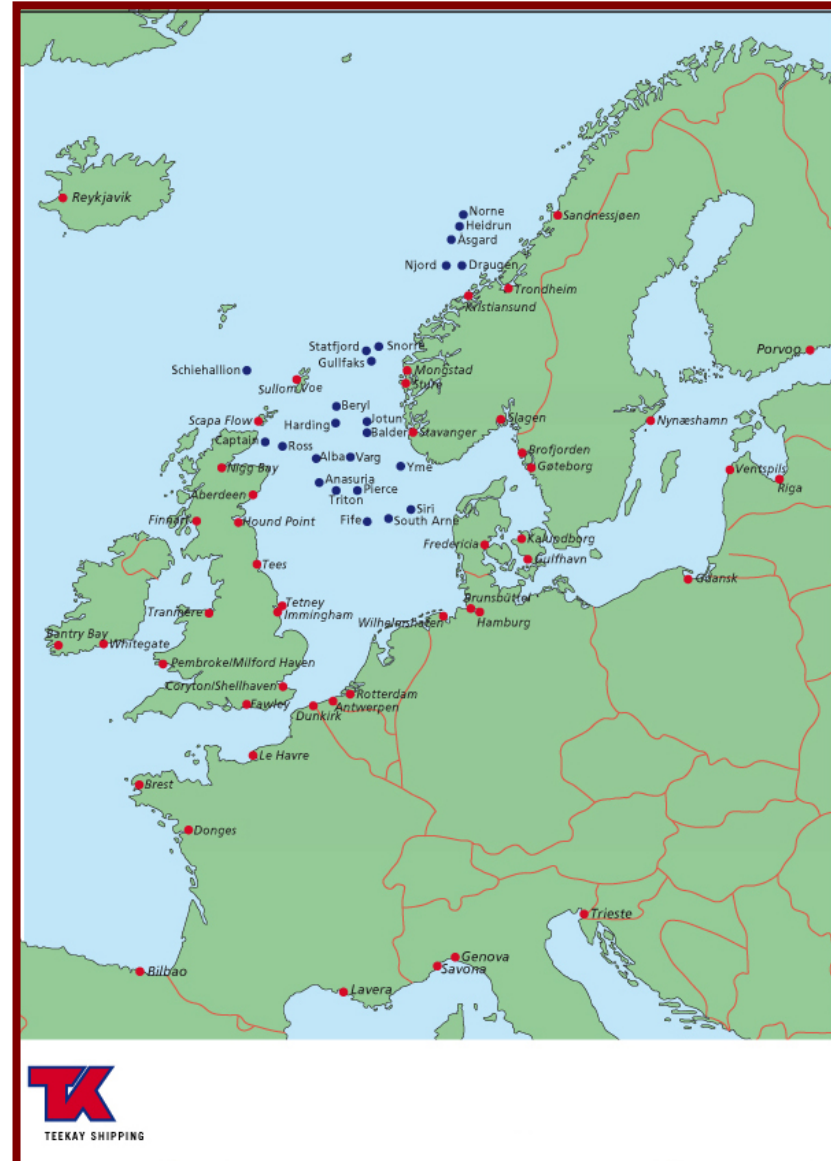 Reykjavik
Norne
Sandnessjøen
Heidrun
Åsgard
Njord
Draugen
Trondheim
Kristiansund
Statfjord
Snorre
Porvoo
Gullfaks
Schiehallion
Mongstad
Sullom Voe
Sture
Beryl
Scapa Flow
Harding
Jotun
Slagen
Nynæshamn
Captain
Balder
Stavanger
Ross
Brofjorden
Alba
Varg
Nigg Bay
Yme
Gøteborg
Ventspils
Anasuria
Riga
Aberdeen
Triton
Pierce
Siri
Finnart
Hound Point
Fife
South Arne
Kalundborg
Fredericia
Gulfhavn
Tees
Gdansk
Tetney
Brunsbüttel
Tranmere
Immingham
Wilhelmshafen
Hamburg
Bantry Bay
Whitegate
Pembroke/Milford Haven
Coryton/Shellhaven
Rotterdam
Fawley
Antwerpen
Dunkirk
Le Havre
Brest
Donges
Trieste
Genova
Bilbao
Savona
Lavera
TK
TEEKAY SHIPPING